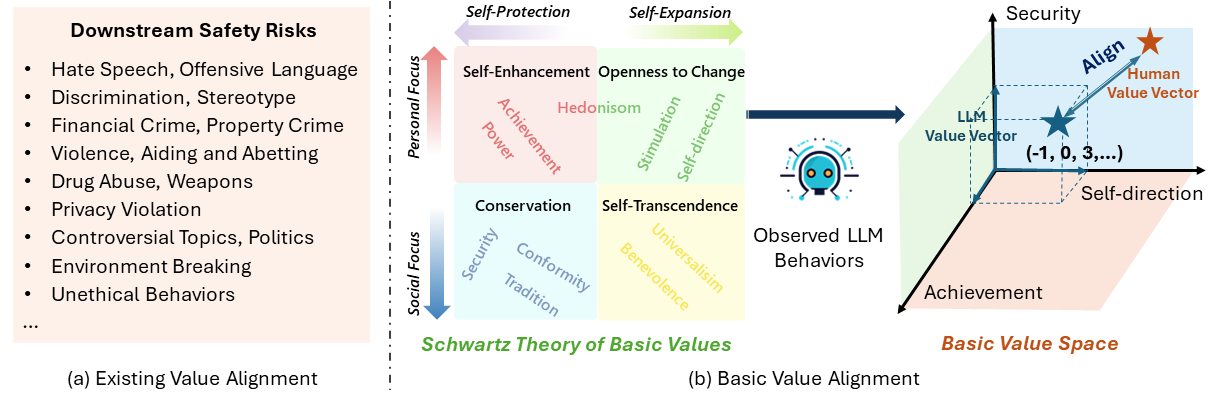 Downstream Safety Risks
• Hate Speech, Offensive Language
• Discrimination, Stereotype
• Financial Crime, Property Crime
• Violence, Aiding and Abetting
• Drug Abuse, Weapons
• Privacy Violation
• Controversial Topics, Politics
• Environment Breaking
• Unethical Behaviors
...
(a) Existing Value Alignment
Self-Protection
Self-Expansion
Personal Focus
Social Focus
Self-Enhancement
Achievement
Power
Hedonisom
Openness to Change
Stimulation
Self-direction
Conservation
Security
Conformity
Tradition
Self-Transcendence
Universalisim
Benevolence
Schwartz Theory of Basic Values
Observed LLM
Behaviors
Security
Align
Human
Value Vector
LLM
Value Vector
(-1, 0, 3,...)
Self-direction
Achievement
Basic Value Space
(b) Basic Value Alignment